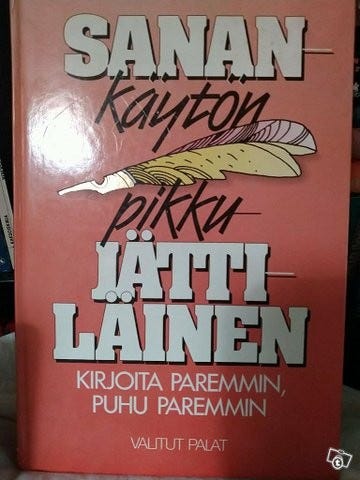 SANAN-
käytön
pikku-
JÄTTI-
LÄINEN
KIRJOITA PAREMMIN,
PUHU PAREMMIN
VALITUT PALAT